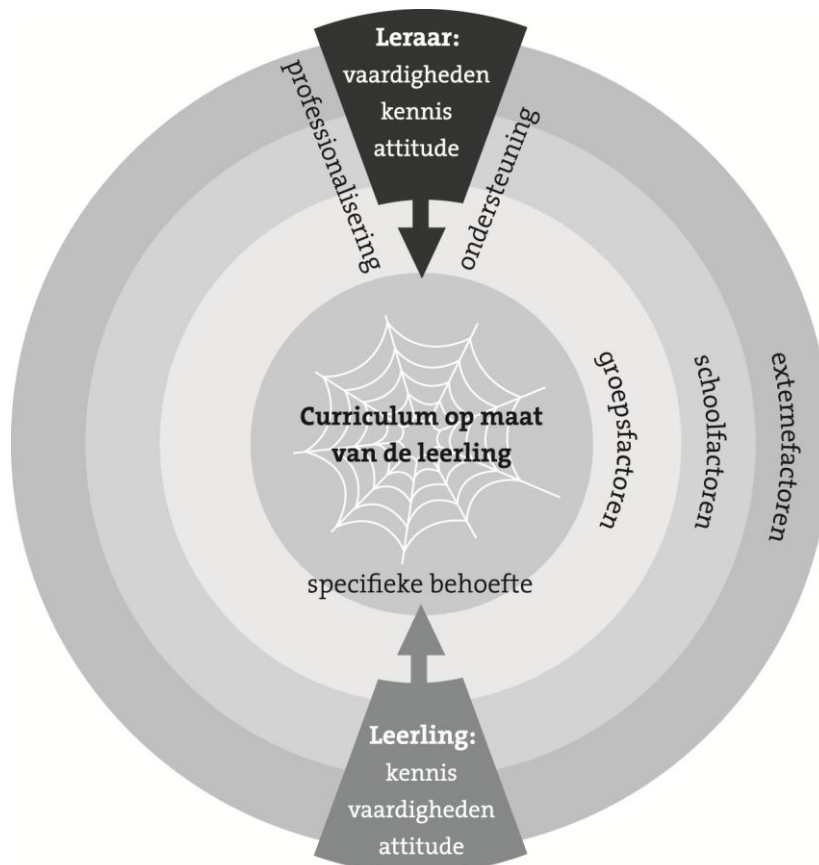 Leraar:
vaardigheden
kennis
attitude
professionalisering
ondersteuning
groepsfactoren
schoolfactoren
externefactoren
Curriculum op maat
van de leerling
specifieke behoefte
Leerling:
kennis
vaardigheden
attitude